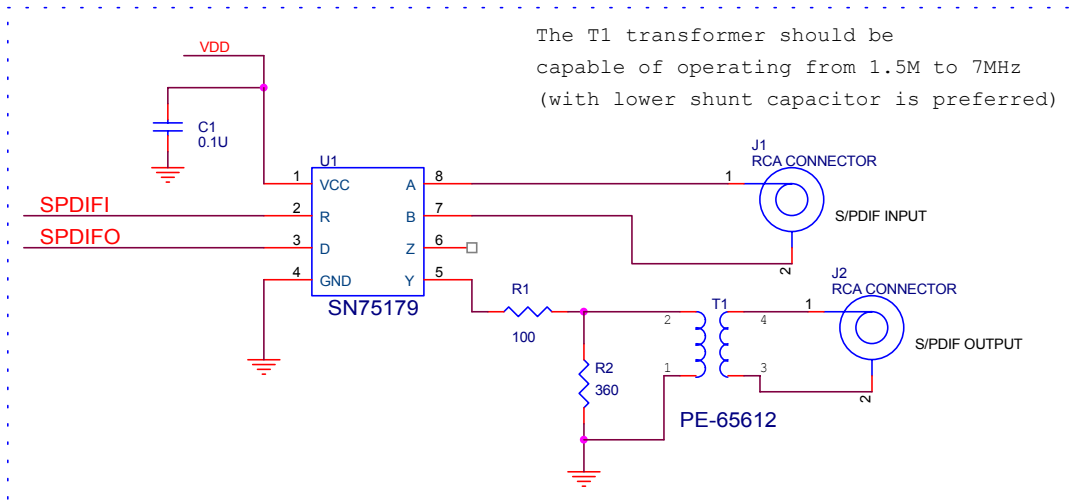 The T1 transformer should be
capable of operating from 1.5M to 7MHz
(with lower shunt capacitor is preferred)
VDD
C1
0.1U
U1
1 VCC A 8
2 R B 7
3 D Z 6
4 GND Y 5
SN75179
SPDIFI
SPDIFO
J1
RCA CONNECTOR
1
2
S/PDIF INPUT
R1
100
R2
360
T1
2 4
1 3
PE-65612
J2
RCA CONNECTOR
1
2
S/PDIF OUTPUT